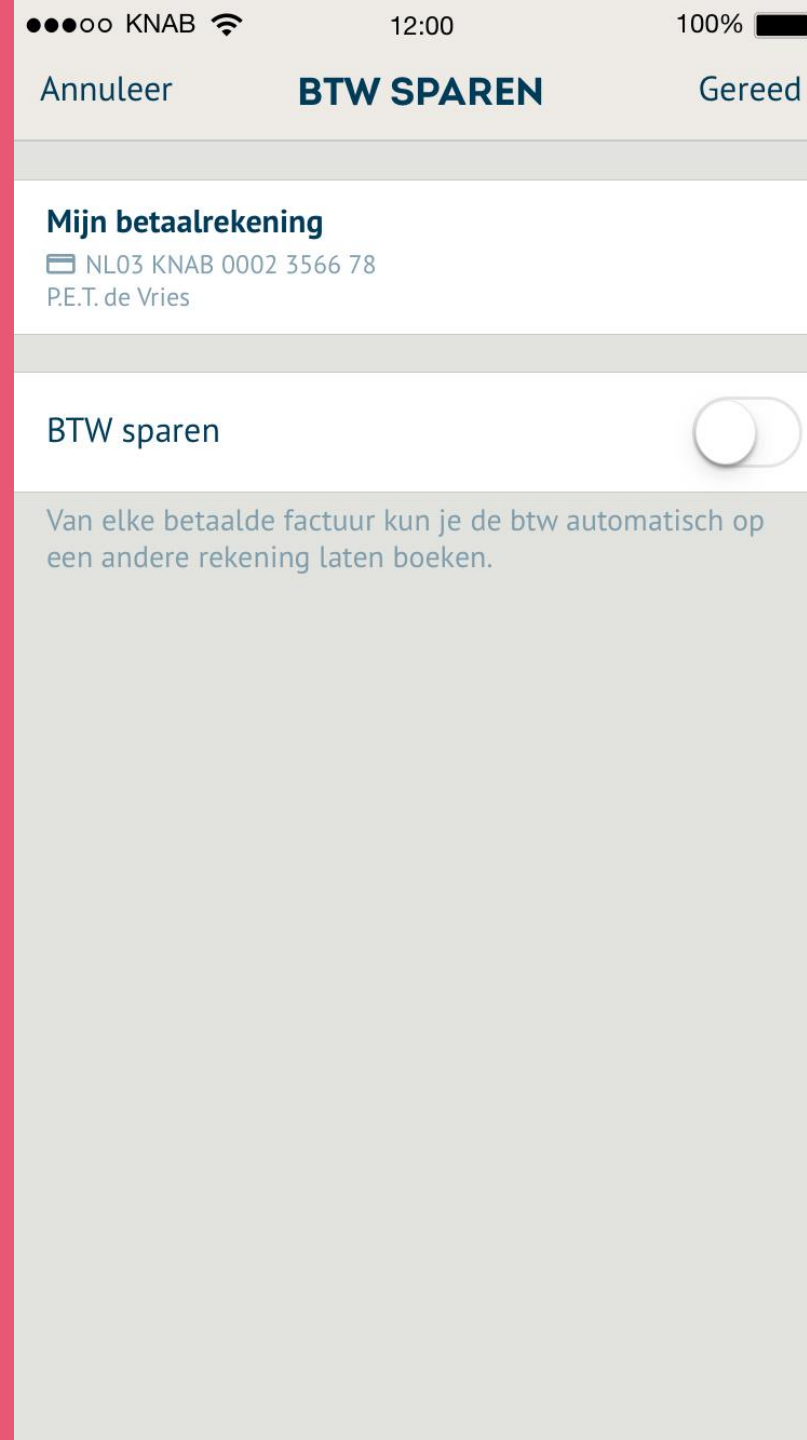 KNAB 12:00 100%
Annuleer BTW SPAREN Gereed
Mijn betaalrekening
NL03 KNAB 0002 3566 78
P.E.T. de Vries
BTW sparen
Van elke betaalde factuur kun je de btw automatisch op
een andere rekening laten boeken.